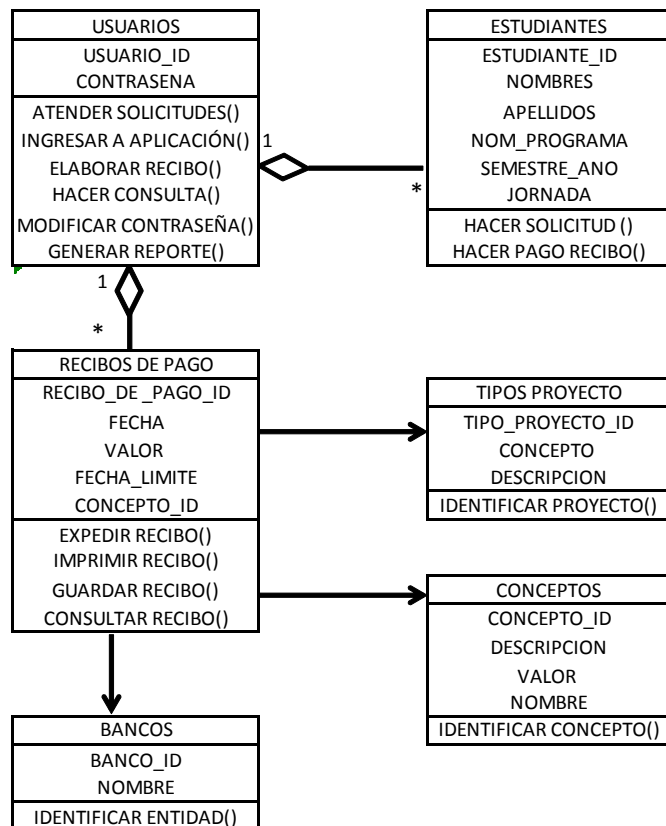 USUARIOS
USUARIO_ID
CONTRASENA
ATENDER SOLICITUDES()
INGRESAR A APLICACIÓN()
ELABORAR RECIBO()
HACER CONSULTA()
MODIFICAR CONTRASEÑA()
GENERAR REPORTE()
1
*
ESTUDIANTES
ESTUDIANTE_ID
NOMBRES
APELLIDOS
NOM_PROGRAMA
SEMESTRE_ANO
JORNADA
HACER SOLICITUD ()
HACER PAGO RECIBO()
1
*
RECIBOS DE PAGO
RECIBO_DE _PAGO_ID
FECHA
VALOR
FECHA_LIMITE
CONCEPTO_ID
EXPEDIR RECIBO()
IMPRIMIR RECIBO()
GUARDAR RECIBO()
CONSULTAR RECIBO()
TIPOS PROYECTO
TIPO_PROYECTO_ID
CONCEPTO
DESCRIPCION
IDENTIFICAR PROYECTO()
CONCEPTOS
CONCEPTO_ID
DESCRIPCION
VALOR
NOMBRE
IDENTIFICAR CONCEPTO()
BANCOS
BANCO_ID
NOMBRE
IDENTIFICAR ENTIDAD()